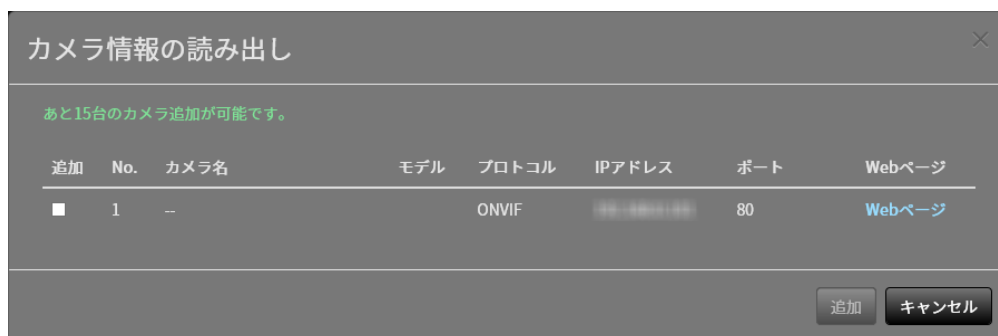 カメラ情報の読み出し ×
あと15台のカメラ追加が可能です。
追加 No. カメラ名 モデル プロトコル IPアドレス ポート Webページ
1 -- ONVIF 80 Webページ
追加 キャンセル